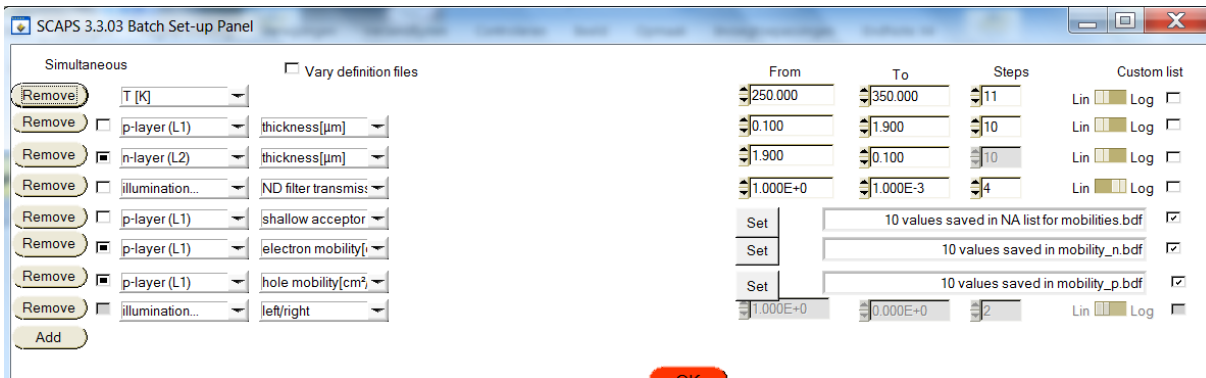 SCAPS 3.3.03 Batch Set-up Panel
Simultaneous Vary definition files From To Steps Custom list
Remove T [K] 250.000 350.000 11 Lin Log
Remove p-layer (L1) thickness[µm] 0.100 1.900 10 Lin Log
Remove n-layer (L2) thickness[µm] 1.900 0.100 10 Lin Log
Remove illumination... ND filter transmis 1.000E+0 1.000E-3 4 Lin Log
Remove p-layer (L1) shallow acceptor Set 10 values saved in NA list for mobilities.bdf
Remove p-layer (L1) electron mobility[ Set 10 values saved in mobility_n.bdf
Remove p-layer (L1) hole mobility[cm²/ Set 10 values saved in mobility_p.bdf
Remove illumination... left/right 1.000E+0 0.000E+0 2 Lin Log
Add
OK